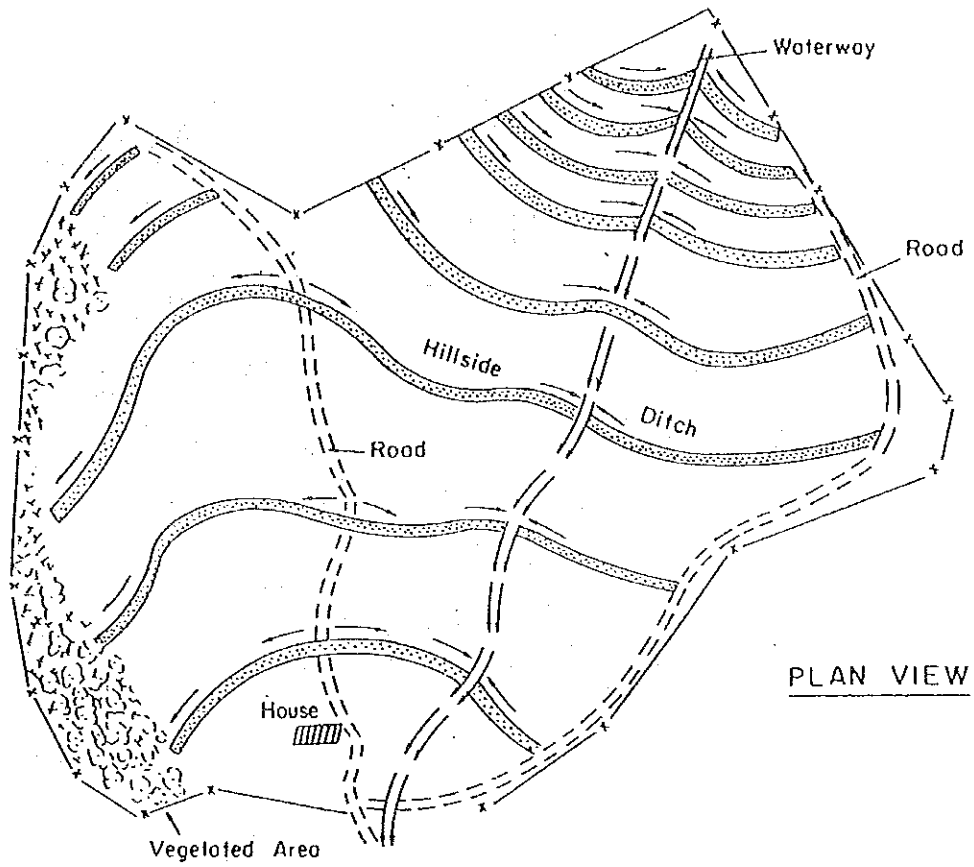 Waterway
Road
Hillside
Ditch
Road
PLAN VIEW
House
Vegetated Area